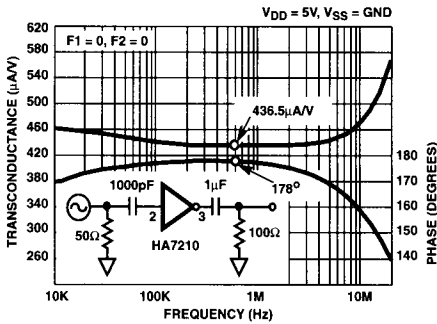 V_DD = 5V, V_SS = GND
F1 = 0, F2 = 0
TRANSCONDUCTANCE (µA/V)
620
580
540
500
460
420
380
340
300
260
436.5µA/V
178°
180
170
160
150
140
PHASE (DEGREES)
1000pF
1µF
2
3
50Ω
HA7210
100Ω
10K
100K
1M
10M
FREQUENCY (Hz)